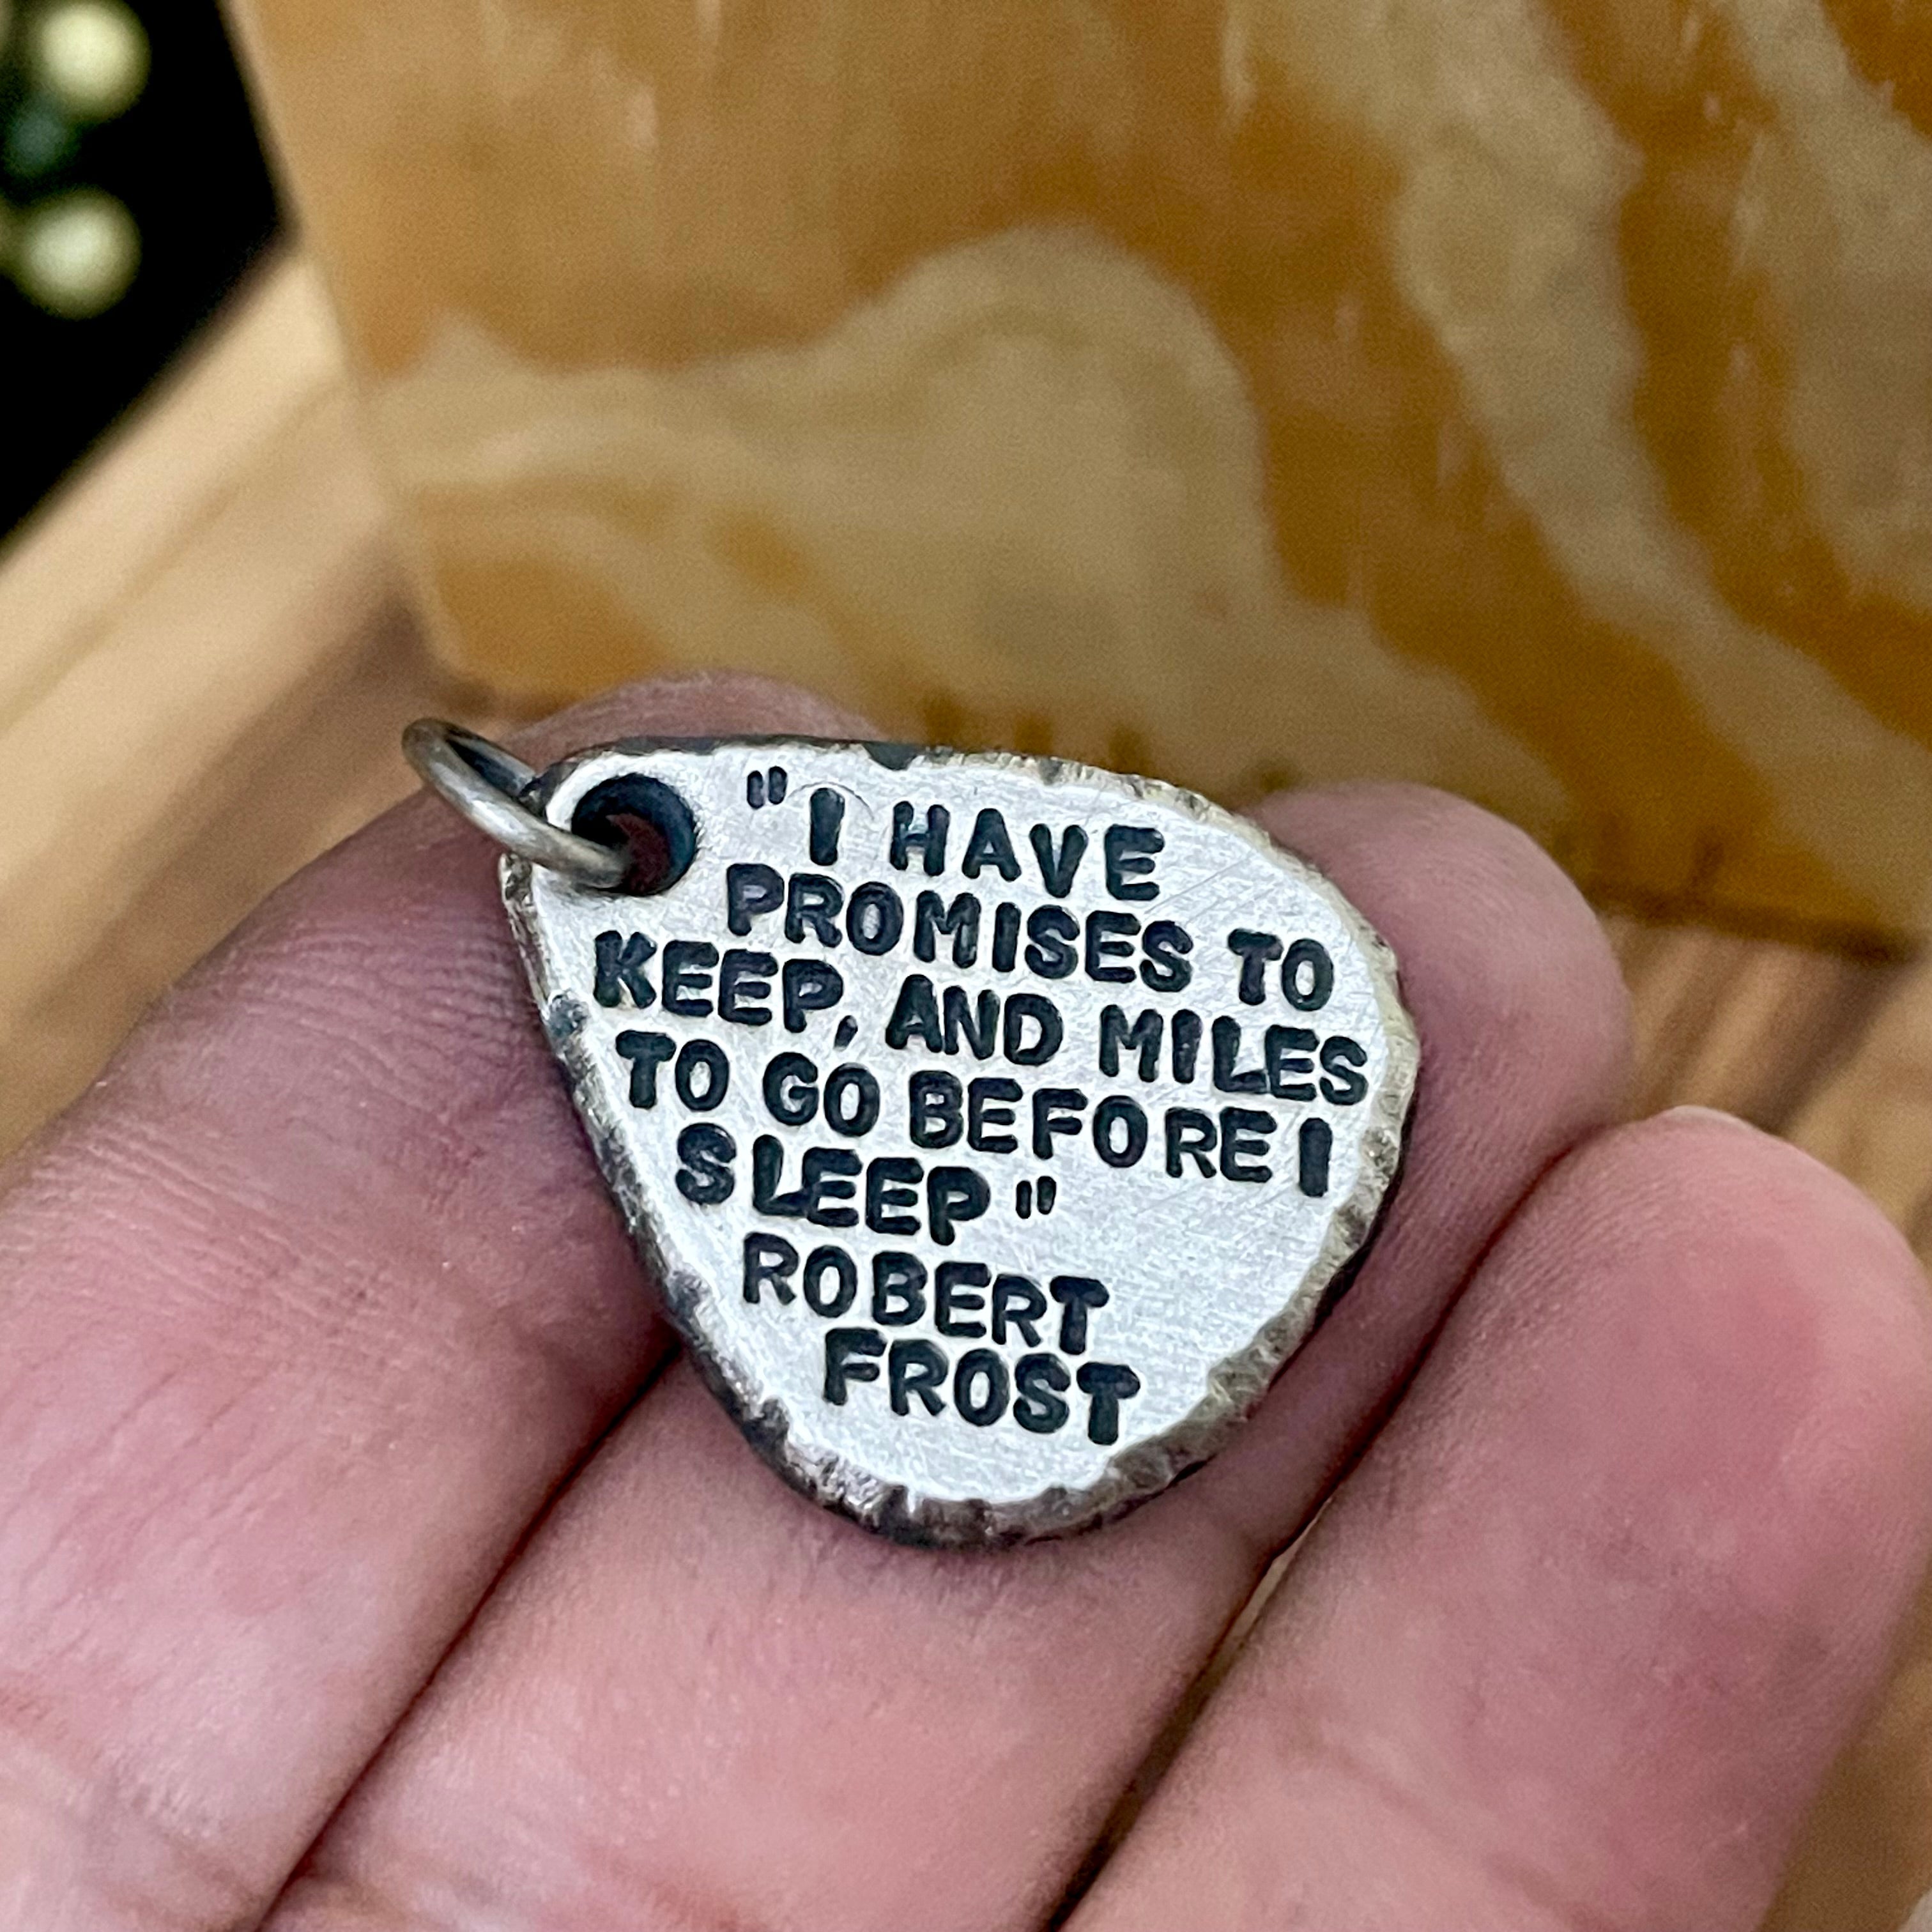 "I HAVE
PROMISES TO
KEEP, AND MILES
TO GO BEFORE I
SLEEP"
ROBERT
FROST